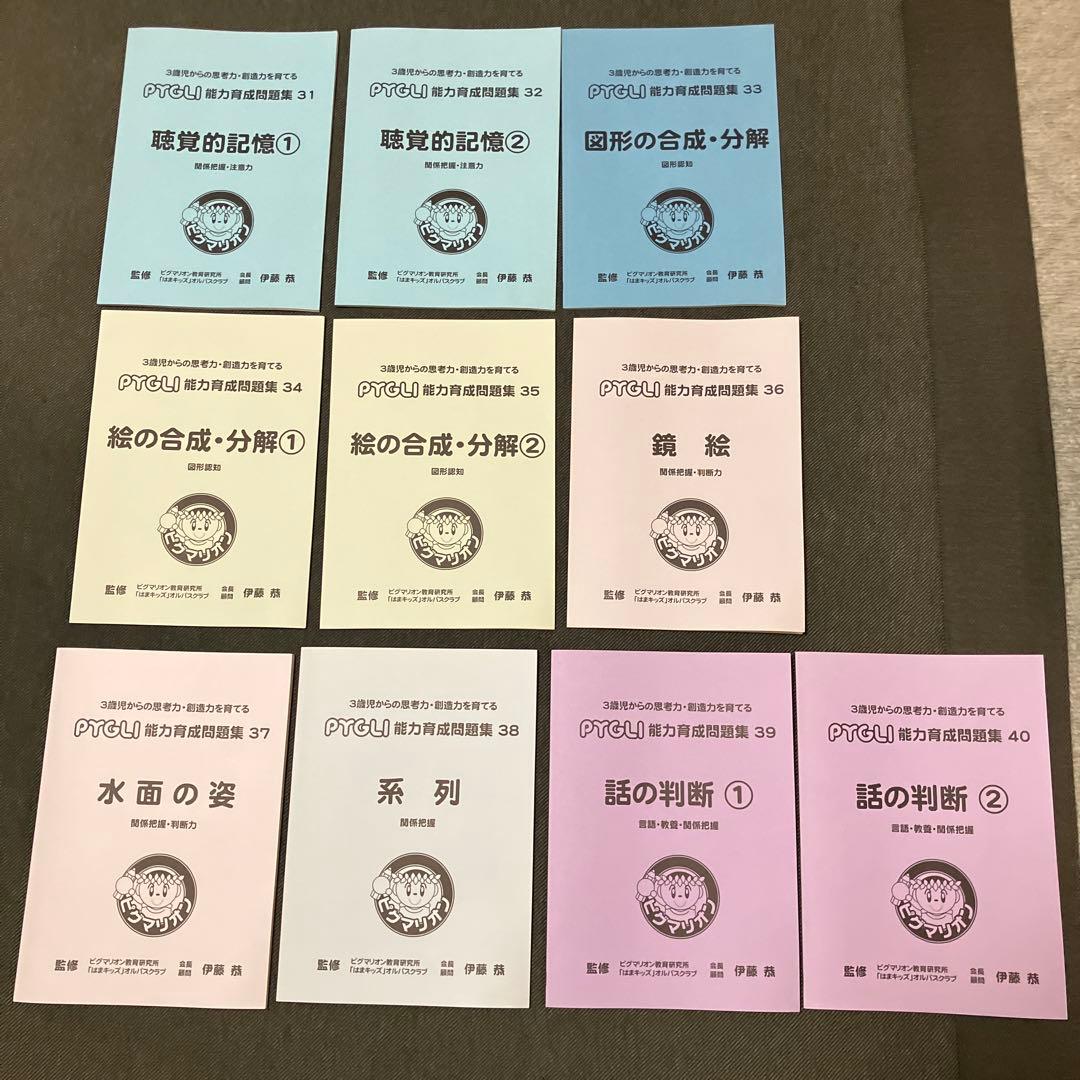 3歳児からの思考力・創造力を育てる
PYGLI 能力育成問題集 31
聴覚的記憶①
関係把握・注意力
ピグマリオン
監修 ピグマリオン教育研究所 会長 伊藤 恭
「はまキッズ」オルパスクラブ 顧問
3歳児からの思考力・創造力を育てる
PYGLI 能力育成問題集 32
聴覚的記憶②
関係把握・注意力
ピグマリオン
監修 ピグマリオン教育研究所 会長 伊藤 恭
「はまキッズ」オルパスクラブ 顧問
3歳児からの思考力・創造力を育てる
PYGLI 能力育成問題集 33
図形の合成・分解
図形認知
ピグマリオン
監修 ピグマリオン教育研究所 会長 伊藤 恭
「はまキッズ」オルパスクラブ 顧問
3歳児からの思考力・創造力を育てる
PYGLI 能力育成問題集 34
絵の合成・分解①
図形認知
ピグマリオン
監修 ピグマリオン教育研究所 会長 伊藤 恭
「はまキッズ」オルパスクラブ 顧問
3歳児からの思考力・創造力を育てる
PYGLI 能力育成問題集 35
絵の合成・分解②
図形認知
ピグマリオン
監修 ピグマリオン教育研究所 会長 伊藤 恭
「はまキッズ」オルパスクラブ 顧問
3歳児からの思考力・創造力を育てる
PYGLI 能力育成問題集 36
鏡 絵
関係把握・判断力
ピグマリオン
監修 ピグマリオン教育研究所 会長 伊藤 恭
「はまキッズ」オルパスクラブ 顧問
3歳児からの思考力・創造力を育てる
PYGLI 能力育成問題集 37
水面の姿
関係把握・判断力
ピグマリオン
監修 ピグマリオン教育研究所 会長 伊藤 恭
「はまキッズ」オルパスクラブ 顧問
3歳児からの思考力・創造力を育てる
PYGLI 能力育成問題集 38
系 列
関係把握
ピグマリオン
監修 ピグマリオン教育研究所 会長 伊藤 恭
「はまキッズ」オルパスクラブ 顧問
3歳児からの思考力・創造力を育てる
PYGLI 能力育成問題集 39
話の判断 ①
言語・教養・関係把握
ピグマリオン
監修 ピグマリオン教育研究所 会長 伊藤 恭
「はまキッズ」オルパスクラブ 顧問
3歳児からの思考力・創造力を育てる
PYGLI 能力育成問題集 40
話の判断 ②
言語・教養・関係把握
ピグマリオン
監修 ピグマリオン教育研究所 会長 伊藤 恭
「はまキッズ」オルパスクラブ 顧問